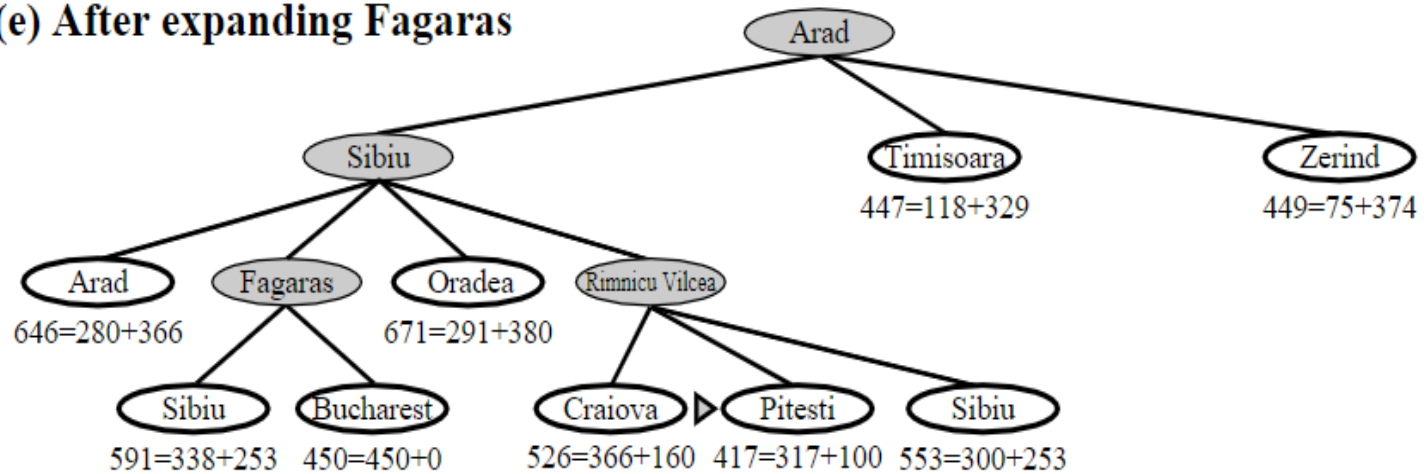 (e) After expanding Fagaras
Arad
Sibiu
Timisoara
Zerind
447=118+329
449=75+374
Arad
Fagaras
Oradea
Rimnicu Vilcea
646=280+366
671=291+380
Sibiu
Bucharest
Craiova
Pitesti
Sibiu
591=338+253
450=450+0
526=366+160
417=317+100
553=300+253